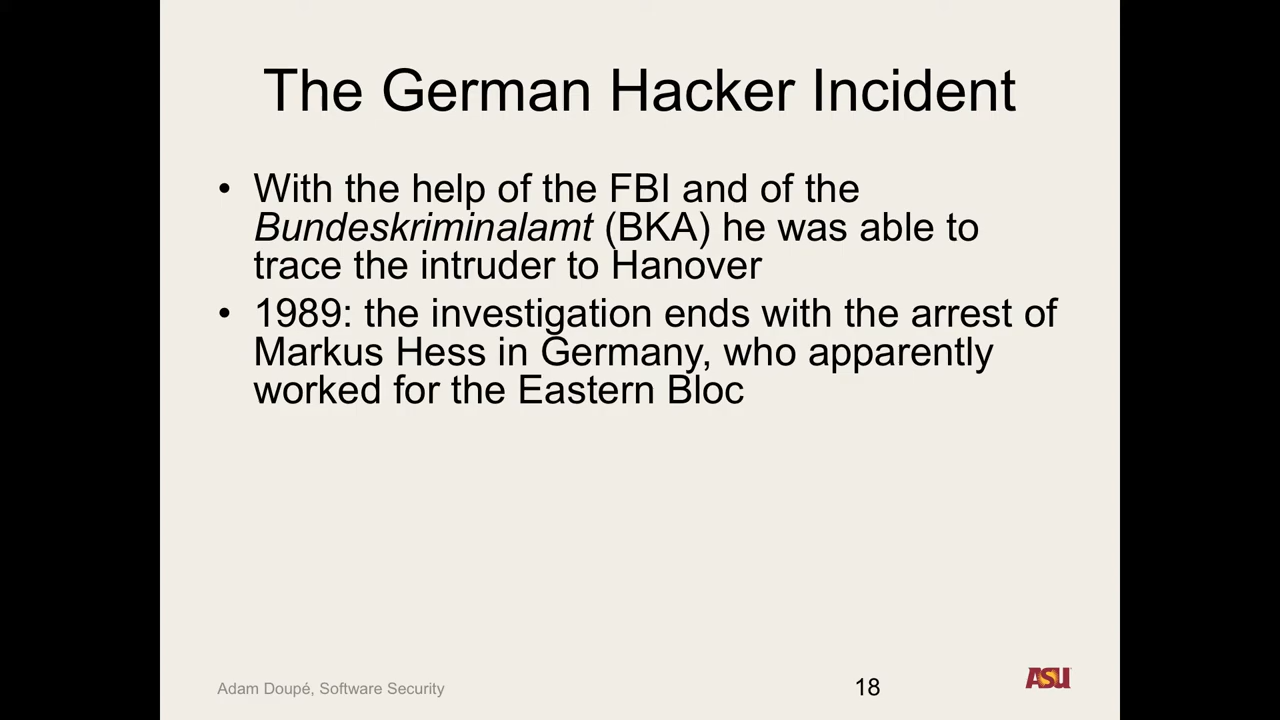 The German Hacker Incident
• With the help of the FBI and of the
Bundeskriminalamt (BKA) he was able to
trace the intruder to Hanover
• 1989: the investigation ends with the arrest of
Markus Hess in Germany, who apparently
worked for the Eastern Bloc
Adam Doupé, Software Security
18
ASU